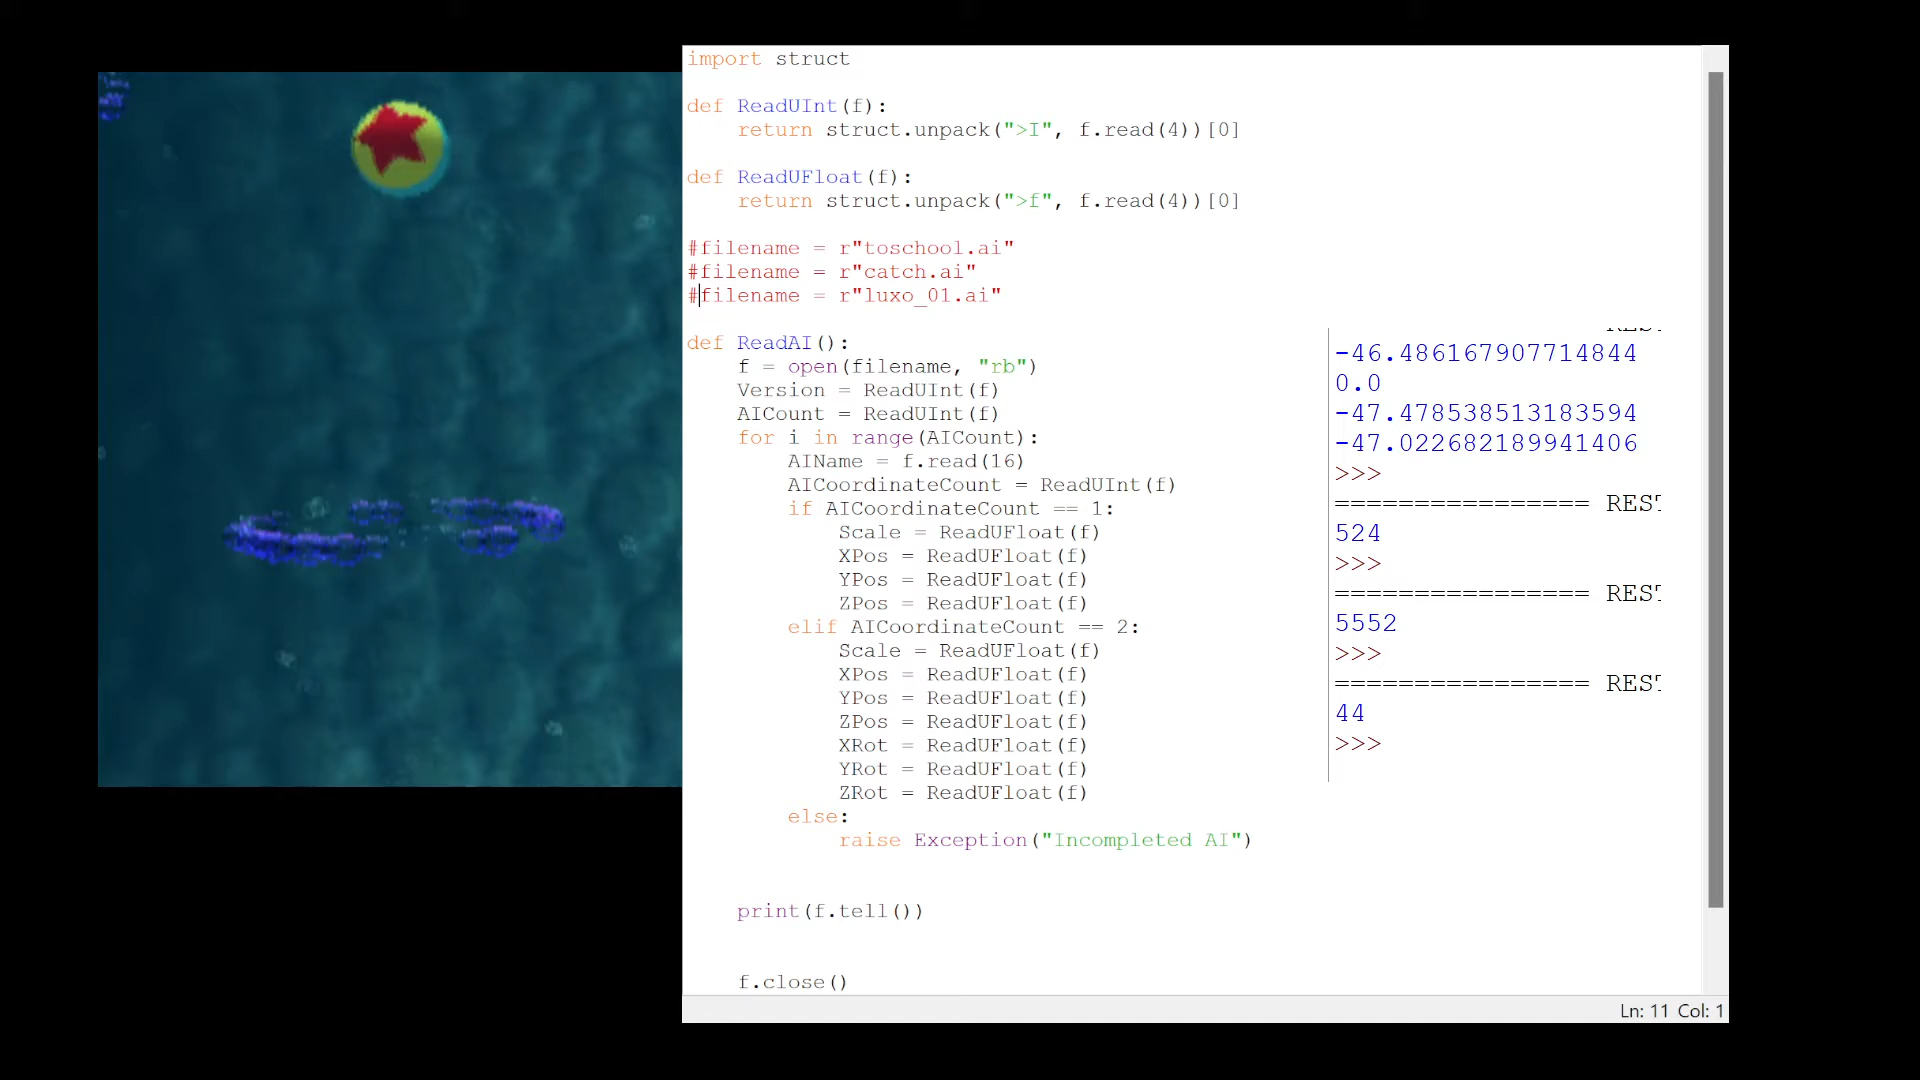 import struct
def ReadUInt(f):
    return struct.unpack(">I", f.read(4))[0]
def ReadUFloat(f):
    return struct.unpack(">f", f.read(4))[0]
#filename = r"toschool.ai"
#filename = r"catch.ai"
#filename = r"luxo_01.ai"
def ReadAI():
    f = open(filename, "rb")
    Version = ReadUInt(f)
    AICount = ReadUInt(f)
    for i in range(AICount):
        AIName = f.read(16)
        AICoordinateCount = ReadUInt(f)
        if AICoordinateCount == 1:
            Scale = ReadUFloat(f)
            XPos = ReadUFloat(f)
            YPos = ReadUFloat(f)
            ZPos = ReadUFloat(f)
        elif AICoordinateCount == 2:
            Scale = ReadUFloat(f)
            XPos = ReadUFloat(f)
            YPos = ReadUFloat(f)
            ZPos = ReadUFloat(f)
            XRot = ReadUFloat(f)
            YRot = ReadUFloat(f)
            ZRot = ReadUFloat(f)
        else:
            raise Exception("Incompleted AI")
    print(f.tell())
    f.close()
-46.486167907714844
0.0
-47.478538513183594
-47.022682189941406
>>>
================ REST
524
>>>
================ REST
5552
>>>
================ REST
44
>>>
Ln: 11 Col: 1